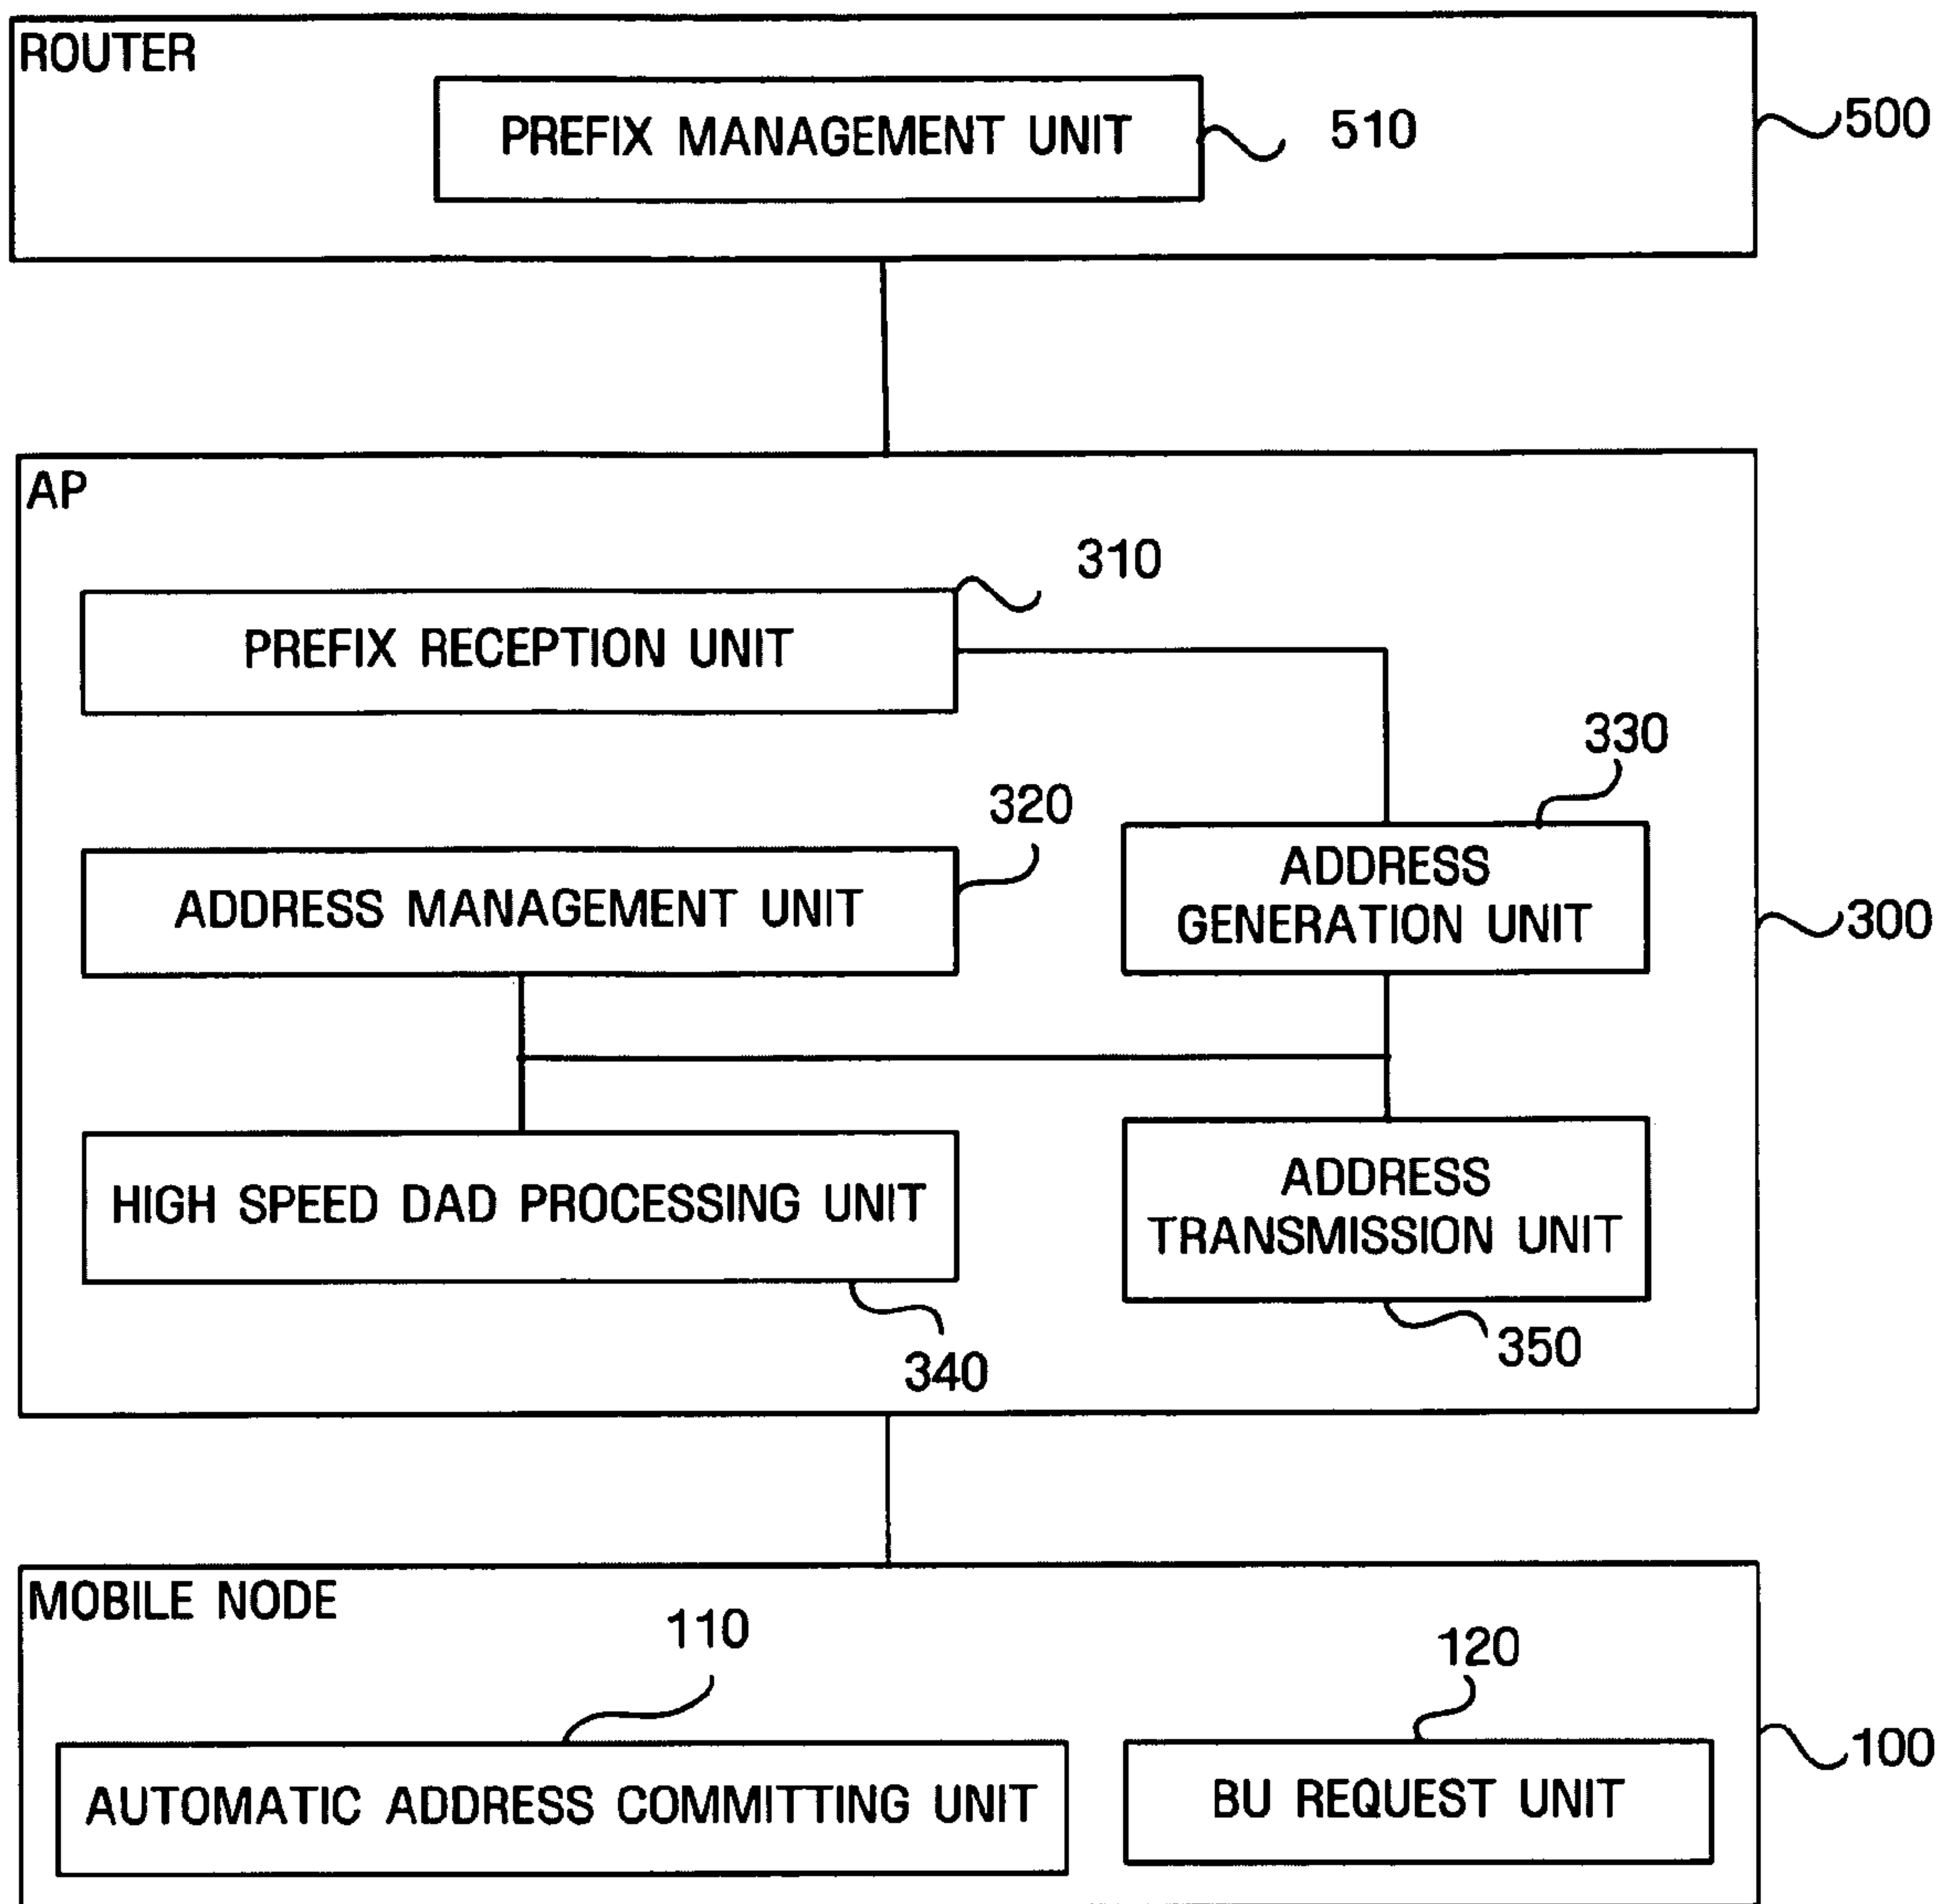 ROUTER
PREFIX MANAGEMENT UNIT
510
500
AP
310
PREFIX RECEPTION UNIT
330
320
ADDRESS MANAGEMENT UNIT
ADDRESS
GENERATION UNIT
300
HIGH SPEED DAD PROCESSING UNIT
ADDRESS
TRANSMISSION UNIT
340
350
MOBILE NODE
110
120
100
AUTOMATIC ADDRESS COMMITTING UNIT
BU REQUEST UNIT